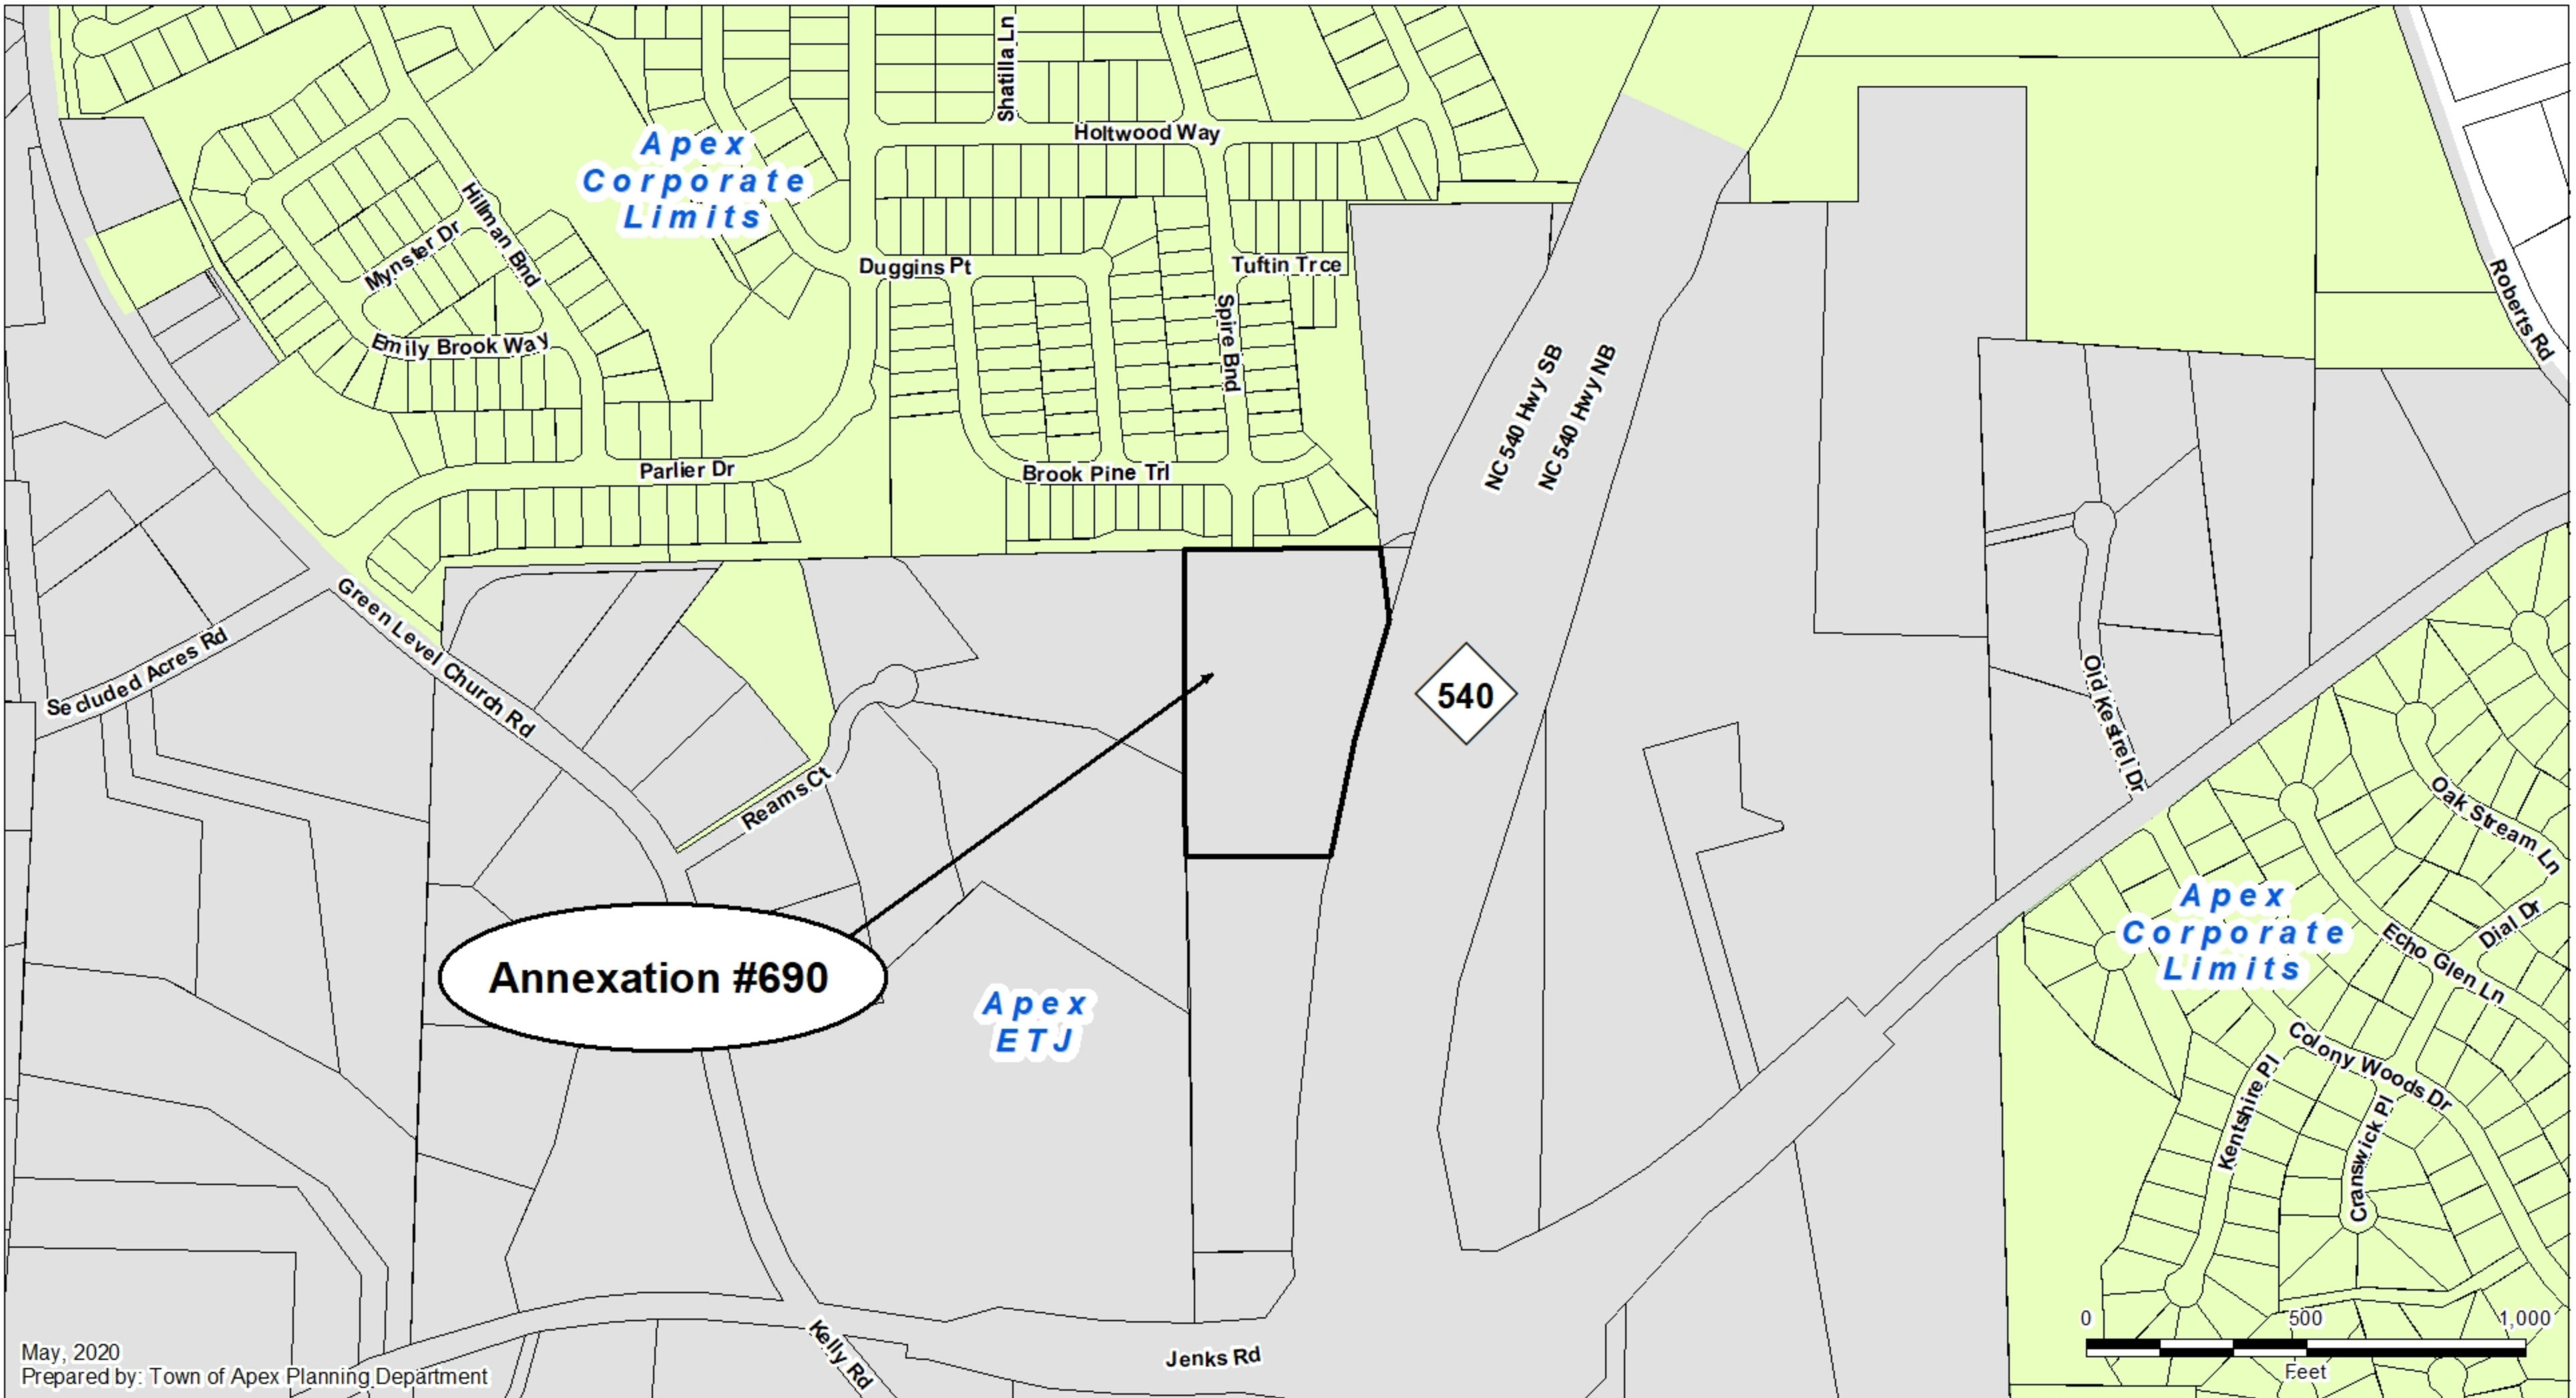 Shatilla Ln
Holtwood Way
Apex
Corporate
Limits
Hillman Bnd
Mynster Dr
Duggins Pt
Tuftin Trce
Spire Bnd
Roberts Rd
Emily Brook Way
NC 540 Hwy SB
NC 540 Hwy NB
Parlier Dr
Brook Pine Trl
Green Level Church Rd
Secluded Acres Rd
540
Old Kestrel Dr
Reams Ct
Oak Stream Ln
Apex
Corporate
Limits
Dial Dr
Echo Glen Ln
Annexation #690
Apex
ETJ
Colony Woods Dr
Kentshire Pl
Cranswick Pl
0 500 1,000
Feet
Kelly Rd
Jenks Rd
May, 2020
Prepared by: Town of Apex Planning Department